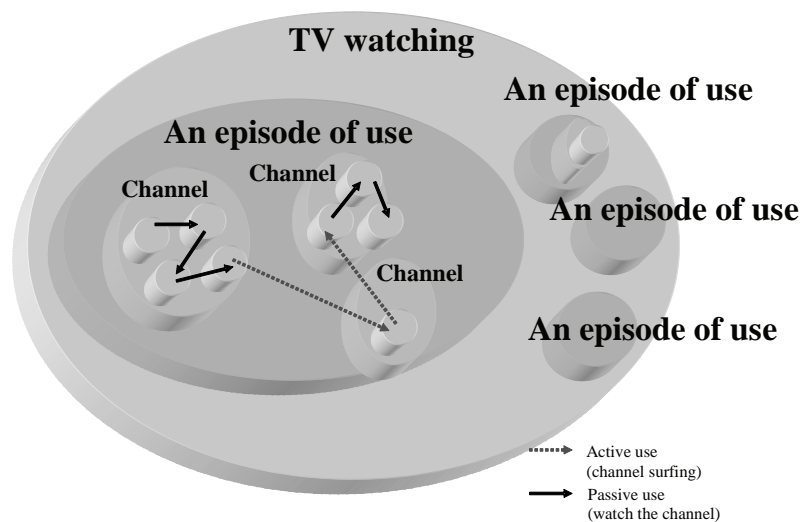 TV watching
An episode of use
An episode of use
Channel
Channel
An episode of use
Channel
An episode of use
Active use
(channel surfing)
Passive use
(watch the channel)